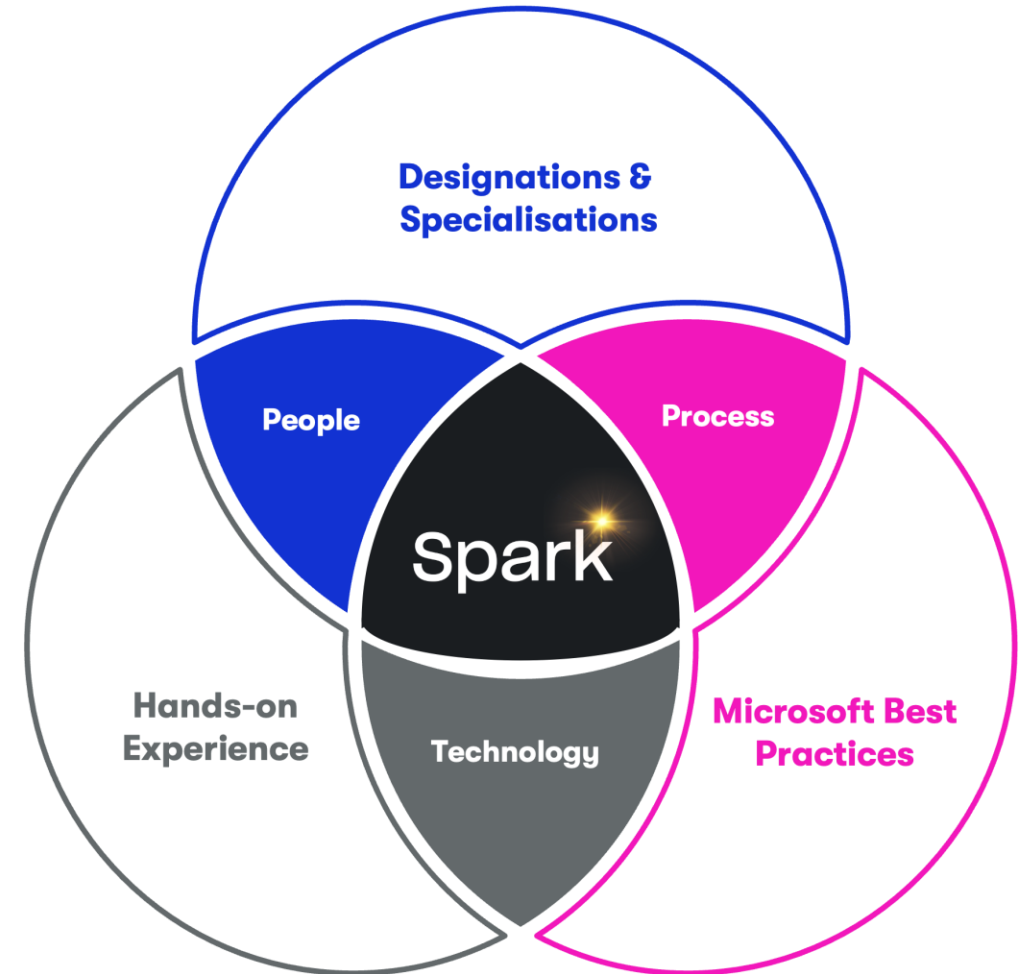 Designations &
Specialisations
People
Process
Spark
Hands-on
Experience
Technology
Microsoft Best
Practices